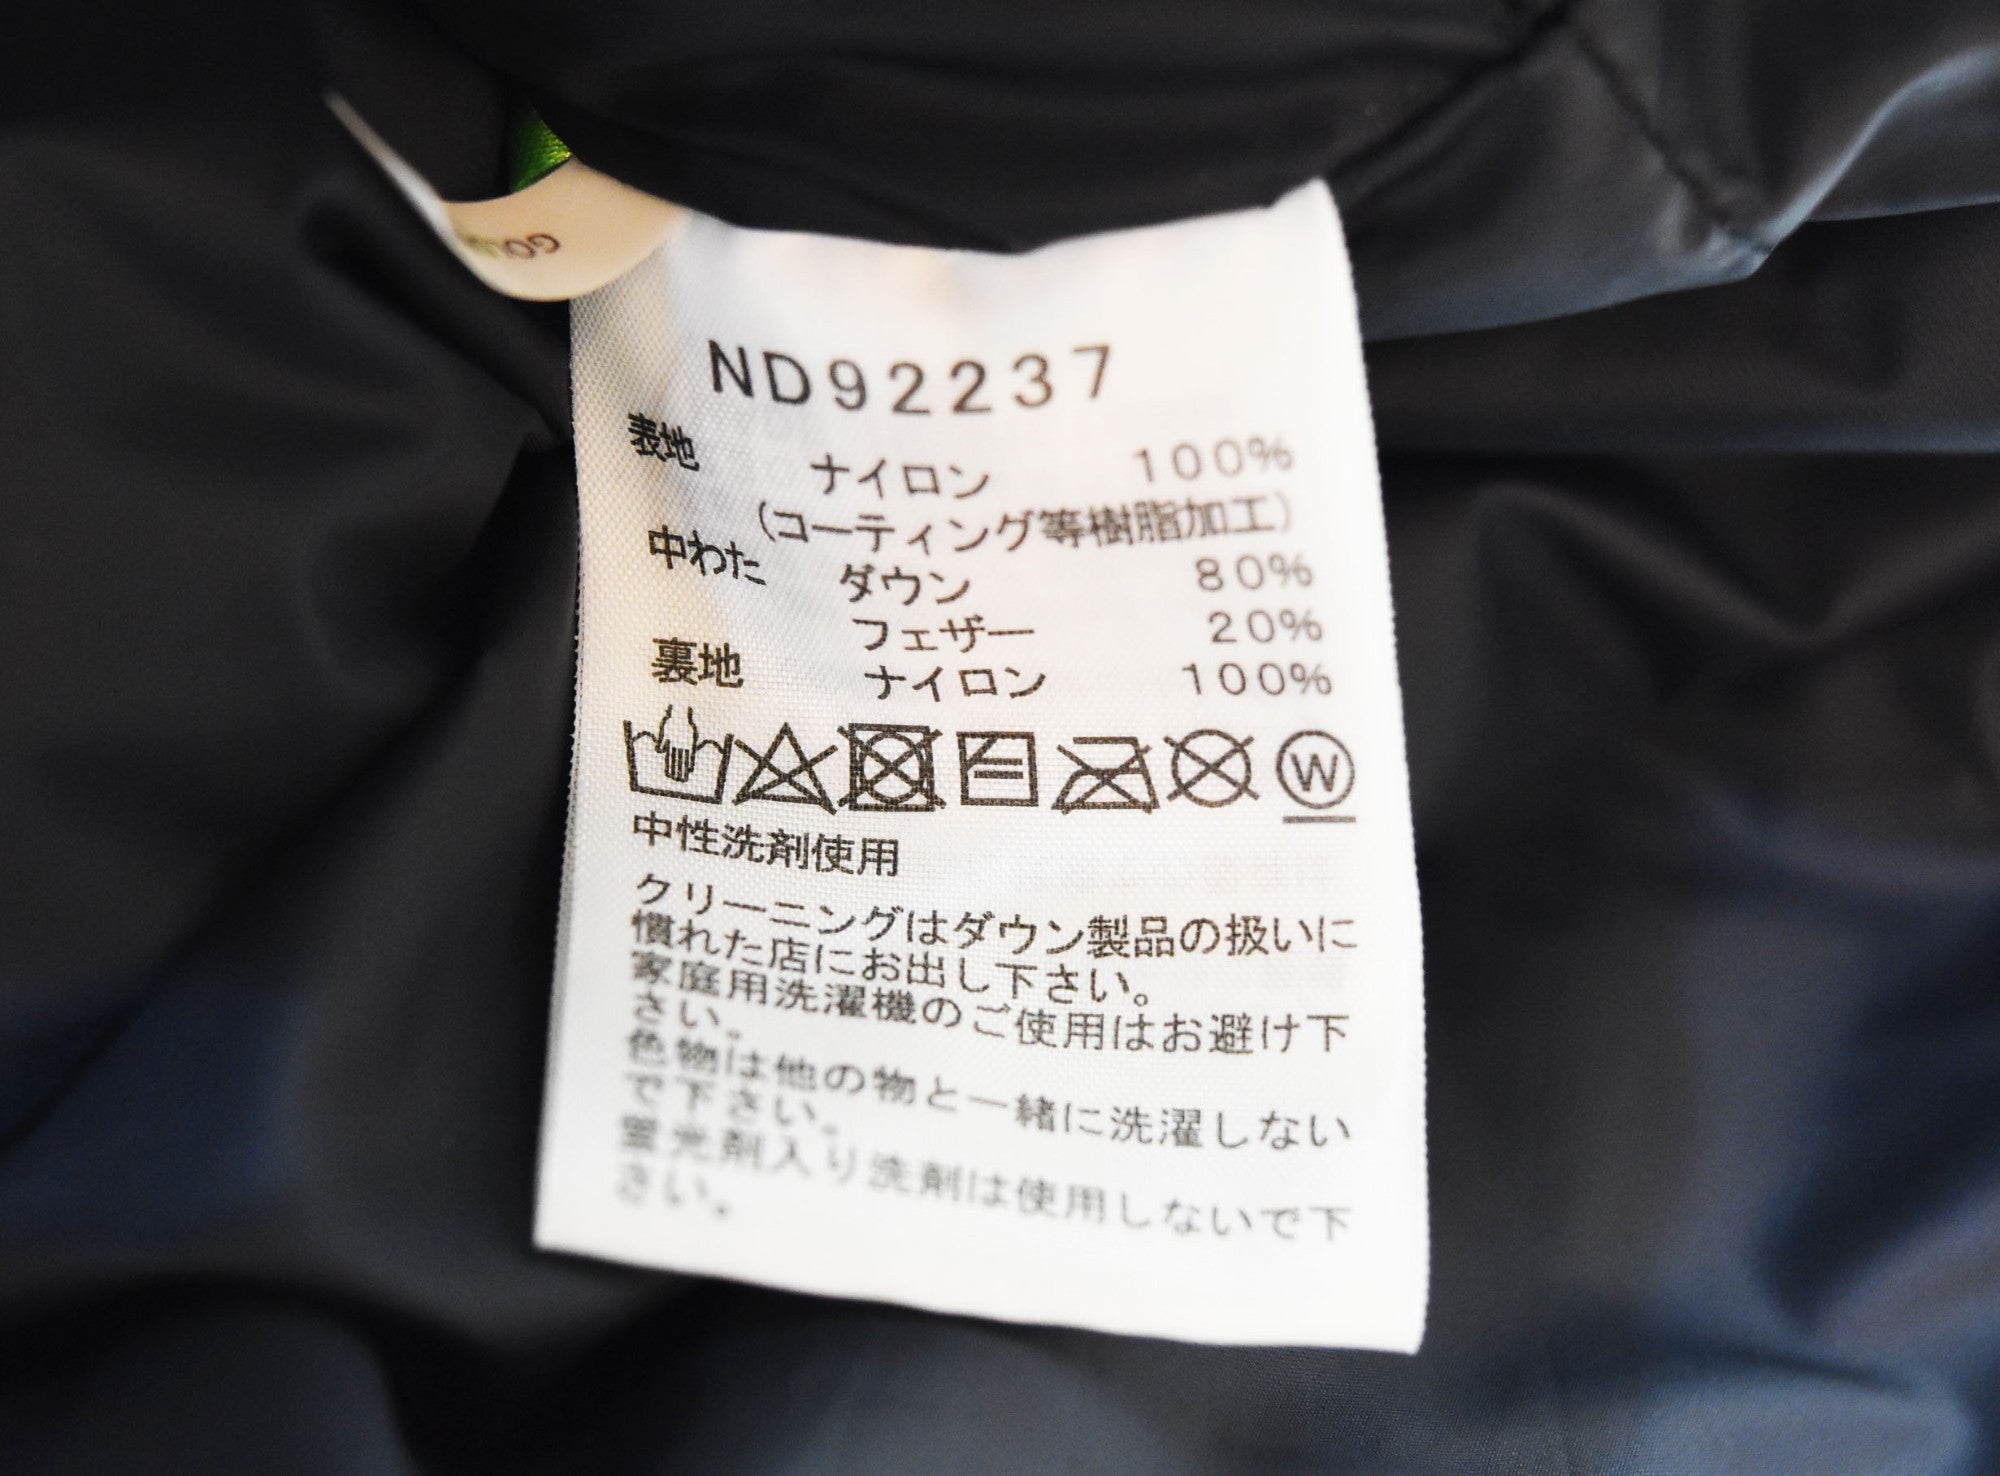 GO
ND92237
表地 ナイロン 100%
(コーティング等樹脂加工)
中わた ダウン 80%
フェザー 20%
裏地 ナイロン 100%
W
中性洗剤使用
クリーニングはダウン製品の扱いに
慣れた店にお出し下さい。
家庭用洗濯機のご使用はお避け下
さい。
色物は他の物と一緒に洗濯しない
で下さい。
蛍光剤入り洗剤は使用しないで下
さい。